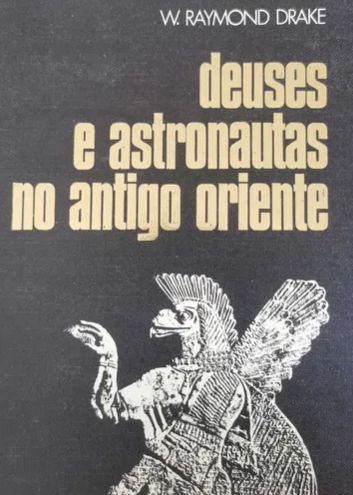 W. RAYMOND DRAKE
deuses
e astronautas
no antigo oriente